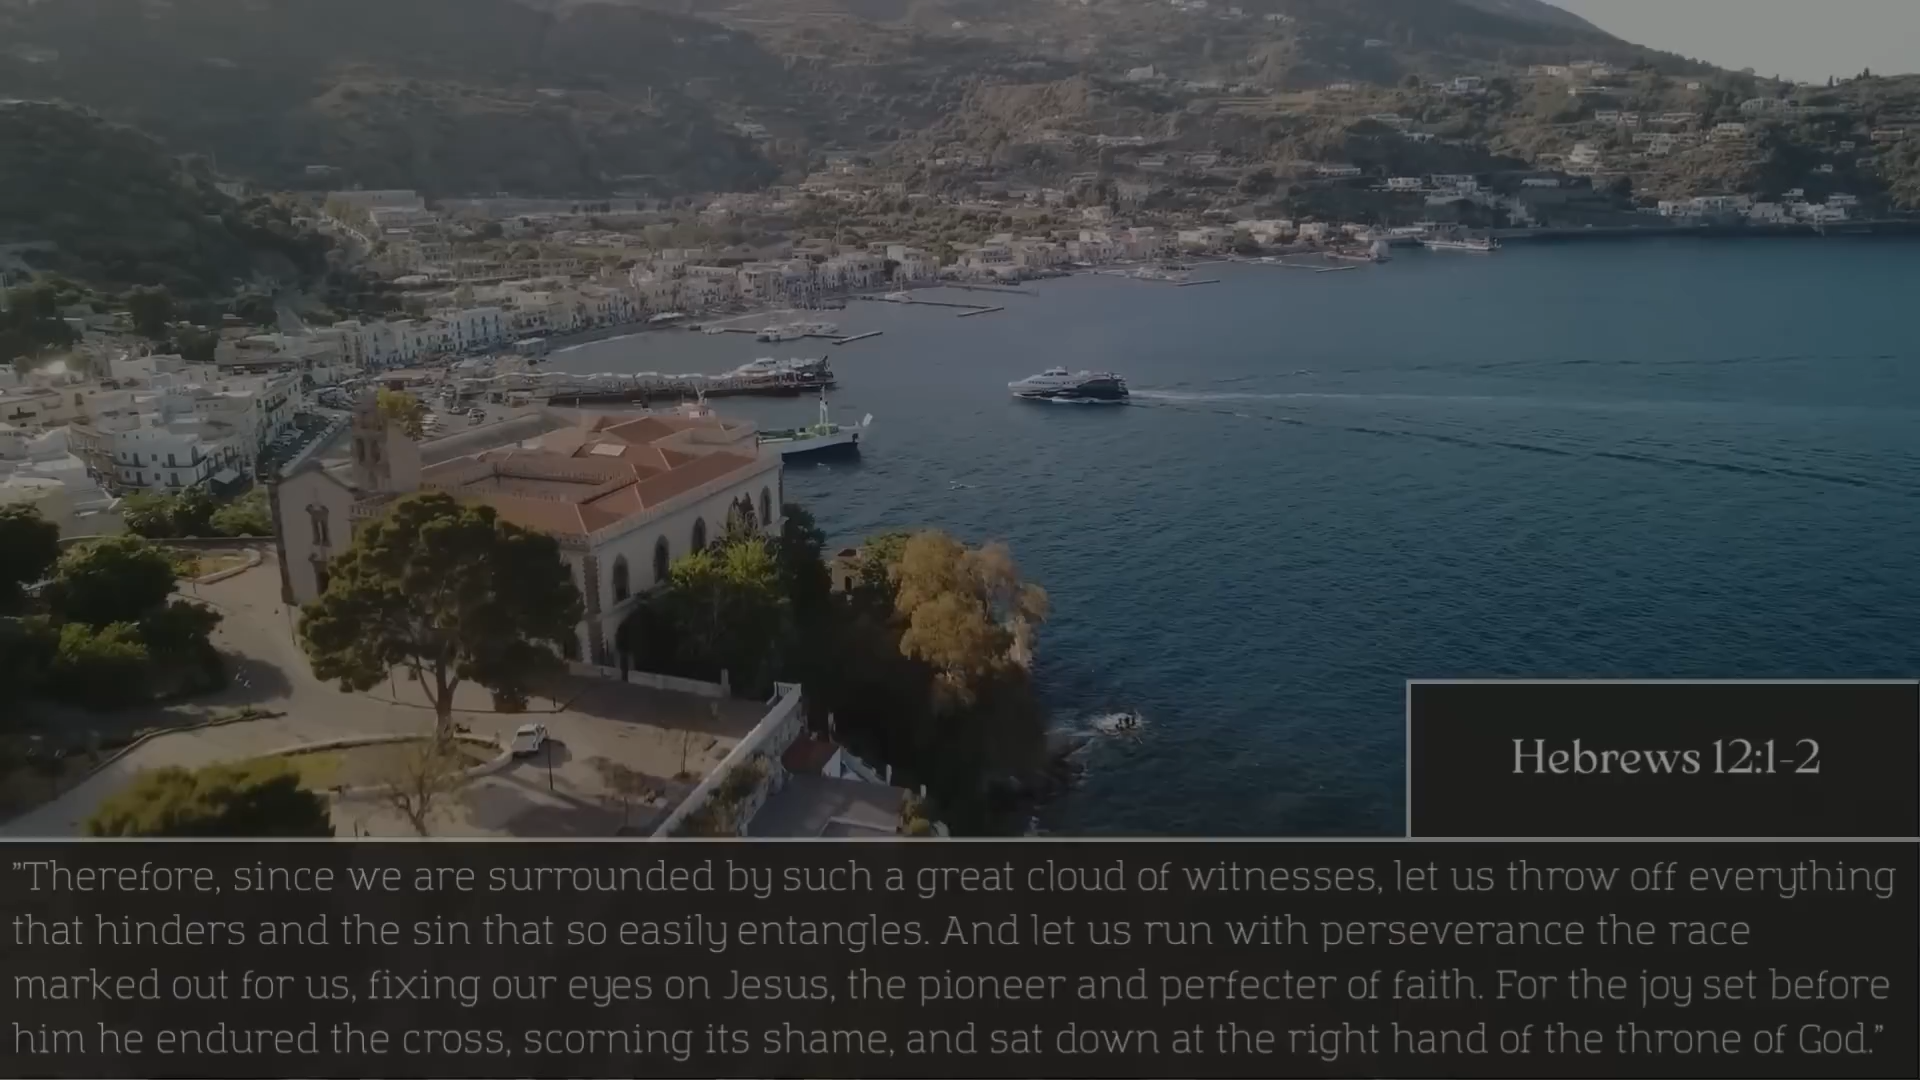 Hebrews 12:1-2
"Therefore, since we are surrounded by such a great cloud of witnesses, let us throw off everything
that hinders and the sin that so easily entangles. And let us run with perseverance the race
marked out for us, fixing our eyes on Jesus, the pioneer and perfecter of faith. For the joy set before
him he endured the cross, scorning its shame, and sat down at the right hand of the throne of God."